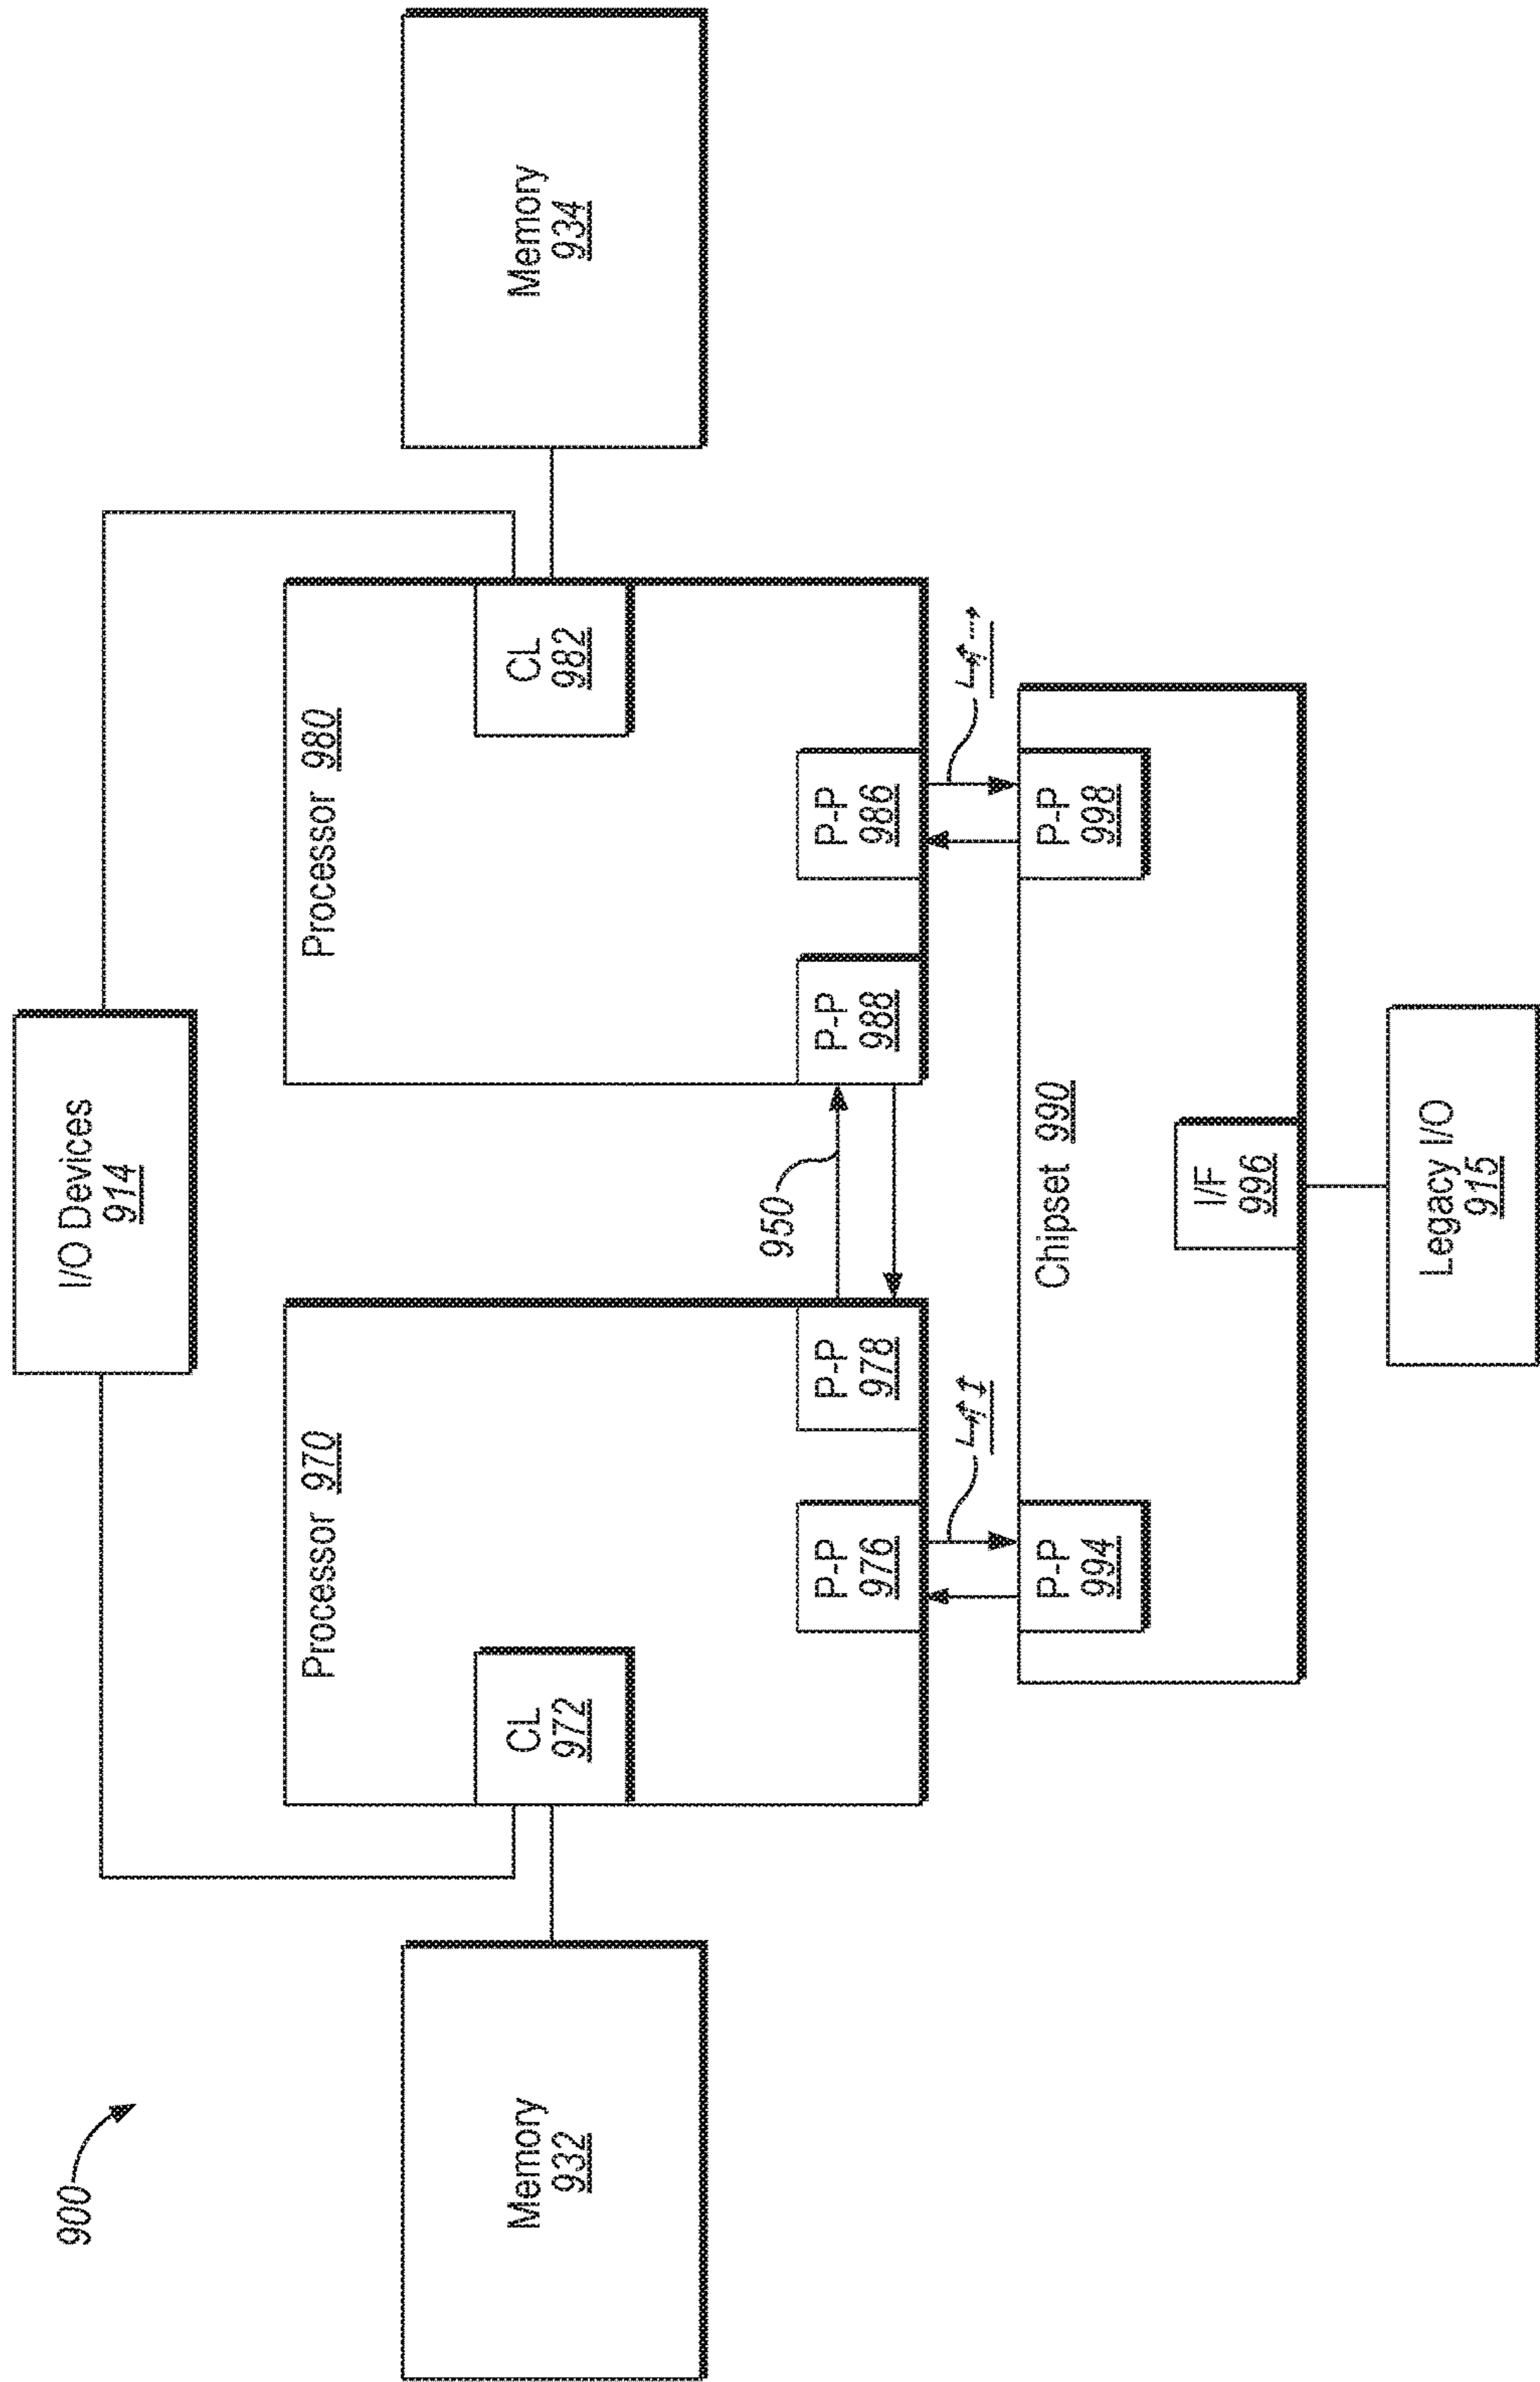 900
I/O Devices
914
Memory
932
Processor 970
CL
972
P-P
976
P-P
978
950
Processor 980
CL
982
P-P
988
P-P
986
Memory
934
Chipset 990
P-P
994
P-P
998
I/F
996
Legacy I/O
915